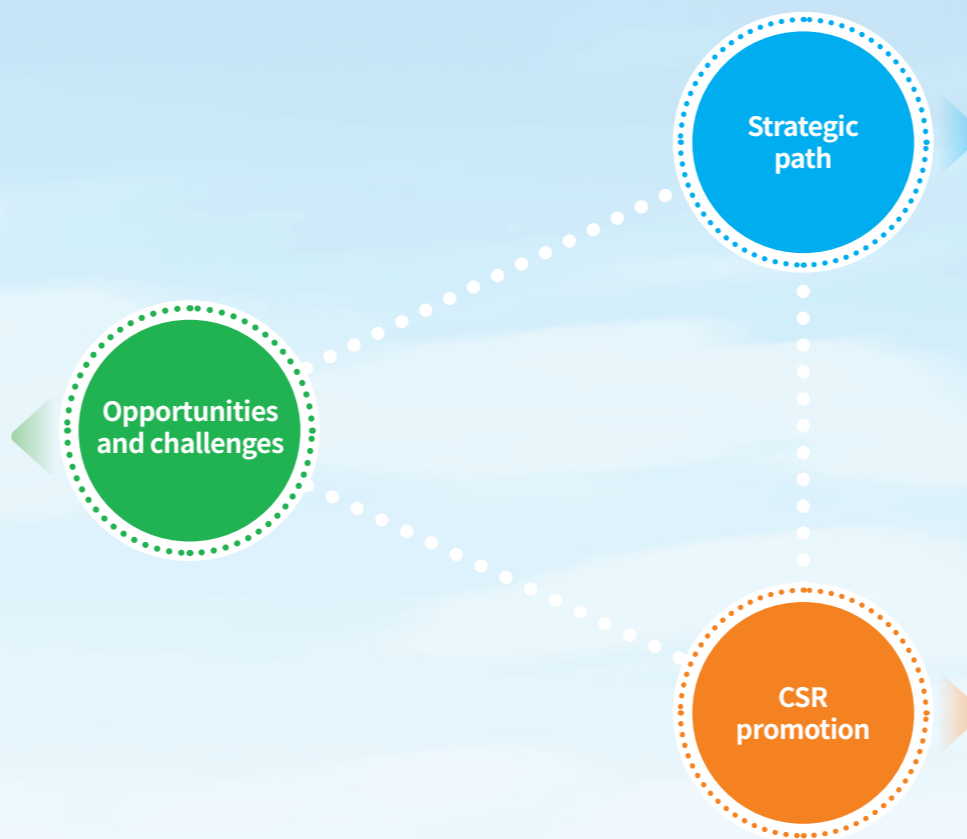 Strategic
path
Opportunities
and challenges
CSR
promotion